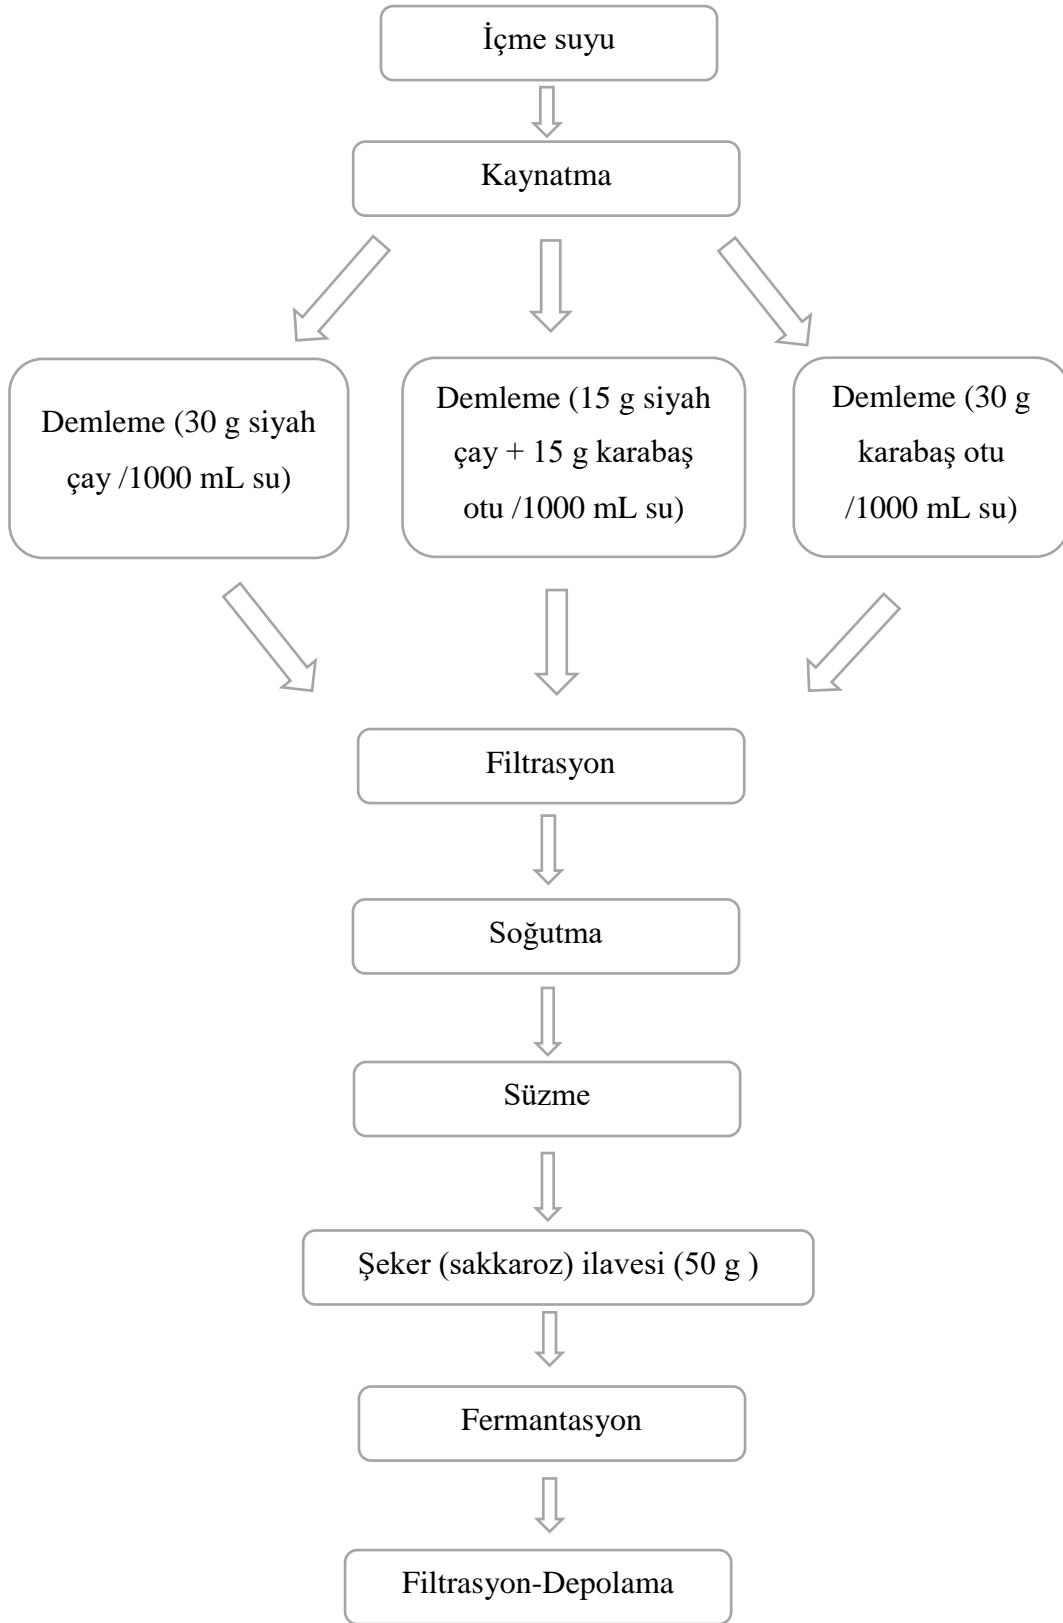 İçme suyu
Kaynatma
Demleme (30 g siyah
çay /1000 mL su)
Demleme (15 g siyah
çay + 15 g karabaş
otu /1000 mL su)
Demleme (30 g
karabaş otu
/1000 mL su)
Filtrasyon
Soğutma
Süzme
Şeker (sakkaroz) ilavesi (50 g )
Fermantasyon
Filtrasyon-Depolama